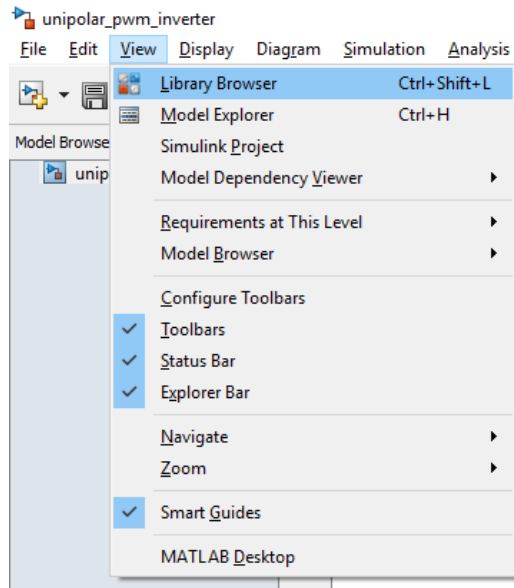 unipolar_pwm_inverter
File Edit View Display Diagram Simulation Analysis
Library Browser Ctrl+Shift+L
Model Explorer Ctrl+H
Model Browse
Simulink Project
unip
Model Dependency Viewer
Requirements at This Level
Model Browser
Configure Toolbars
Toolbars
Status Bar
Explorer Bar
Navigate
Zoom
Smart Guides
MATLAB Desktop